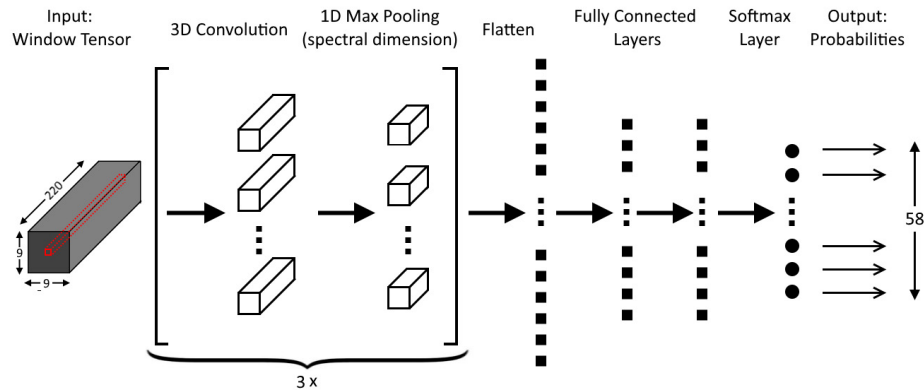 Input:
Window Tensor
3D Convolution
1D Max Pooling
(spectral dimension)
Flatten
Fully Connected
Layers
Softmax
Layer
Output:
Probabilities
220
9
9
58
3 x